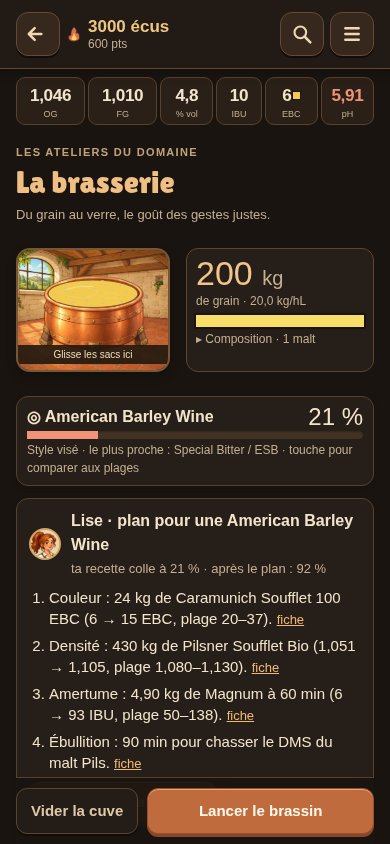 3000 écus
600 pts
1,046
OG
1,010
FG
4,8
% vol
10
IBU
6
EBC
5,91
pH
LES ATELIERS DU DOMAINE
La brasserie
Du grain au verre, le goût des gestes justes.
Glisse les sacs ici
200 kg
de grain · 20,0 kg/hL
▸ Composition · 1 malt
◎ American Barley Wine
21 %
Style visé · le plus proche : Special Bitter / ESB · touche pour
comparer aux plages
Lise · plan pour une American Barley
Wine
ta recette colle à 21 % · après le plan : 92 %
1. Couleur : 24 kg de Caramunich Soufflet 100
EBC (6 → 15 EBC, plage 20–37). fiche
2. Densité : 430 kg de Pilsner Soufflet Bio (1,051
→ 1,105, plage 1,080–1,130). fiche
3. Amertume : 4,90 kg de Magnum à 60 min (6
→ 93 IBU, plage 50–138). fiche
4. Ébullition : 90 min pour chasser le DMS du
malt Pils. fiche
Vider la cuve
Lancer le brassin